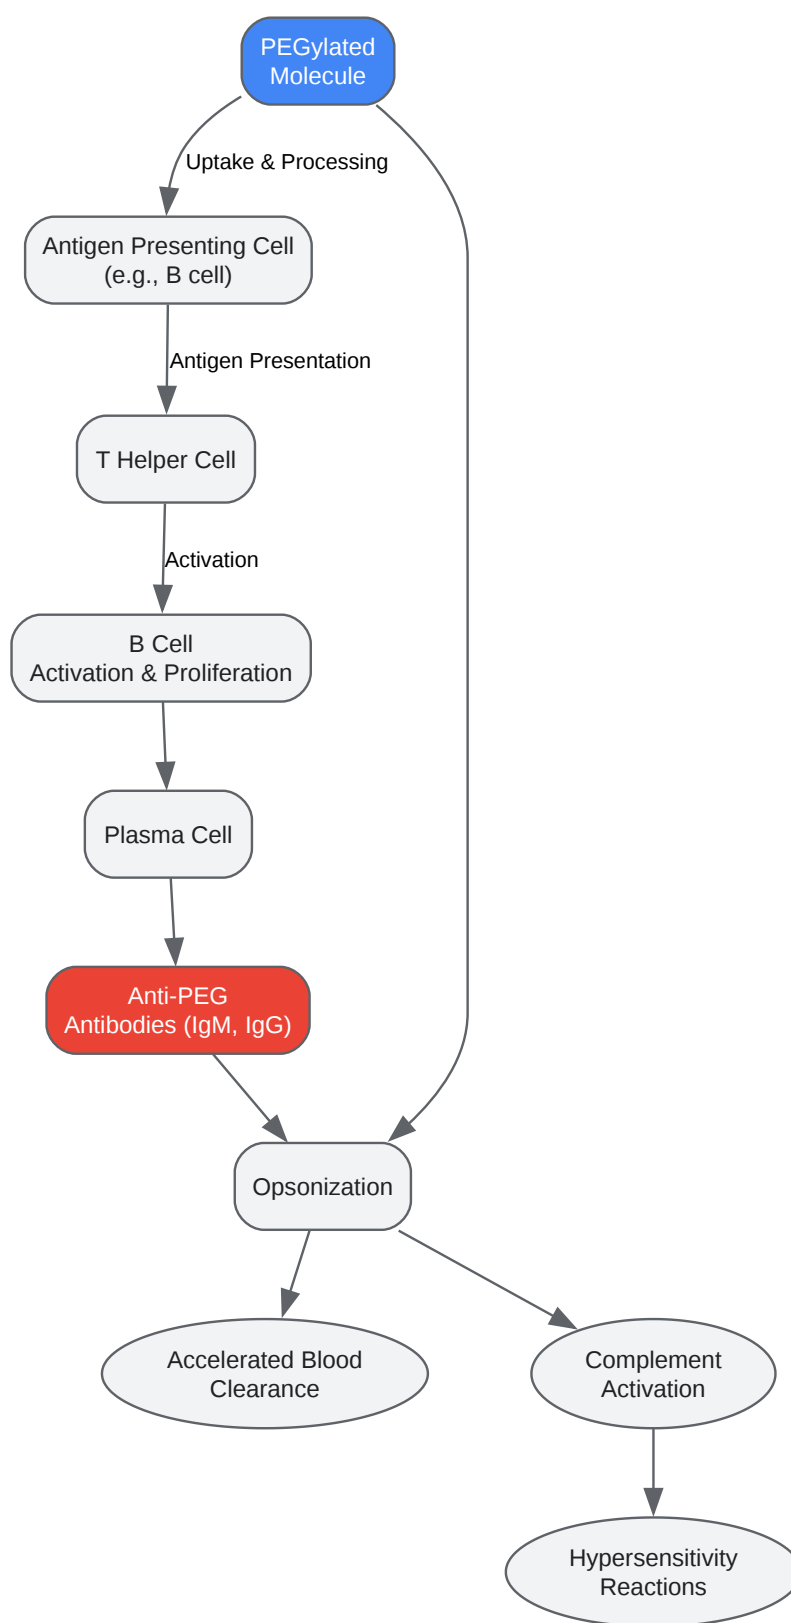 PEGylated
Molecule
Uptake & Processing
Antigen Presenting Cell
(e.g., B cell)
Antigen Presentation
T Helper Cell
Activation
B Cell
Activation & Proliferation
Plasma Cell
Anti-PEG
Antibodies (IgM, IgG)
Opsonization
Accelerated Blood
Clearance
Complement
Activation
Hypersensitivity
Reactions